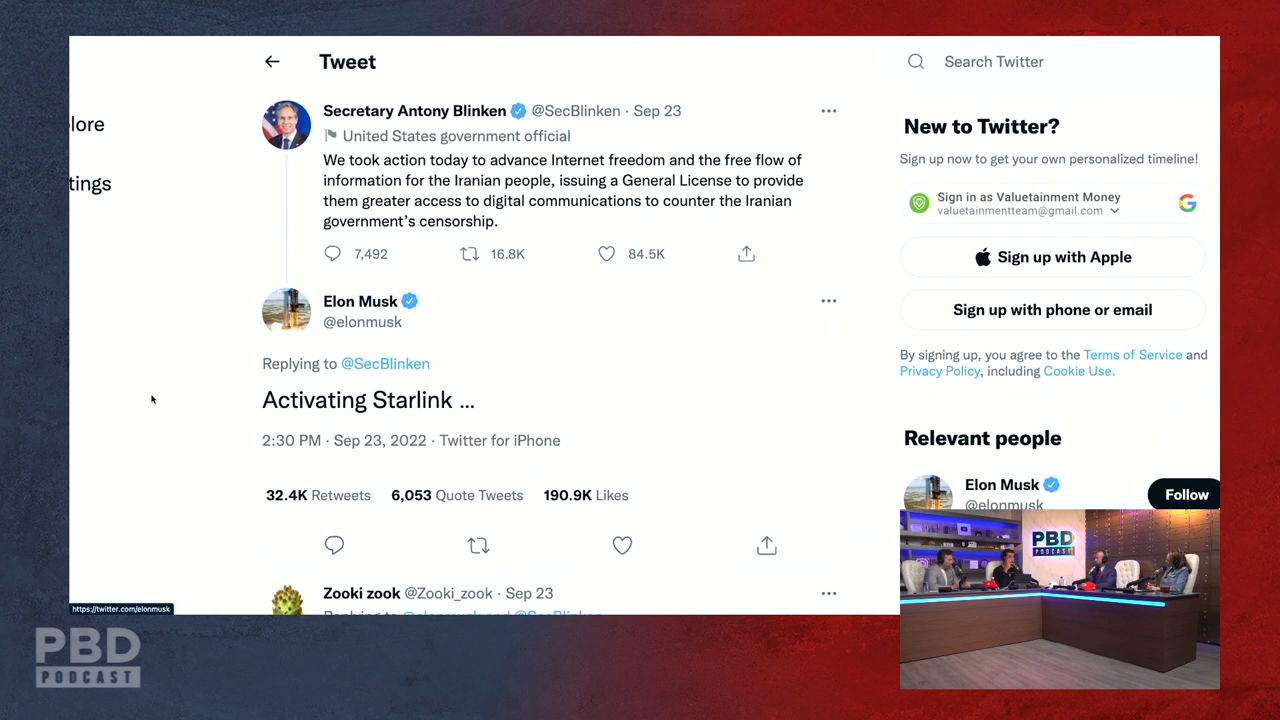 Tweet
Search Twitter
lore
tings
Secretary Antony Blinken @SecBlinken · Sep 23
United States government official
We took action today to advance Internet freedom and the free flow of
information for the Iranian people, issuing a General License to provide
them greater access to digital communications to counter the Iranian
government's censorship.
7,492 16.8K 84.5K
Elon Musk
@elonmusk
Replying to @SecBlinken
Activating Starlink ...
2:30 PM · Sep 23, 2022 · Twitter for iPhone
32.4K Retweets 6,053 Quote Tweets 190.9K Likes
Zooki zook @Zooki_zook · Sep 23
Replying to @elonmusk and @SecBlinken
New to Twitter?
Sign up now to get your own personalized timeline!
Sign in as Valuetainment Money
valuetainmentteam@gmail.com
Sign up with Apple
Sign up with phone or email
By signing up, you agree to the Terms of Service and
Privacy Policy, including Cookie Use.
Relevant people
Elon Musk
@elonmusk
Follow
https://twitter.com/elonmusk
PBD
PODCAST
PBD
PODCAST